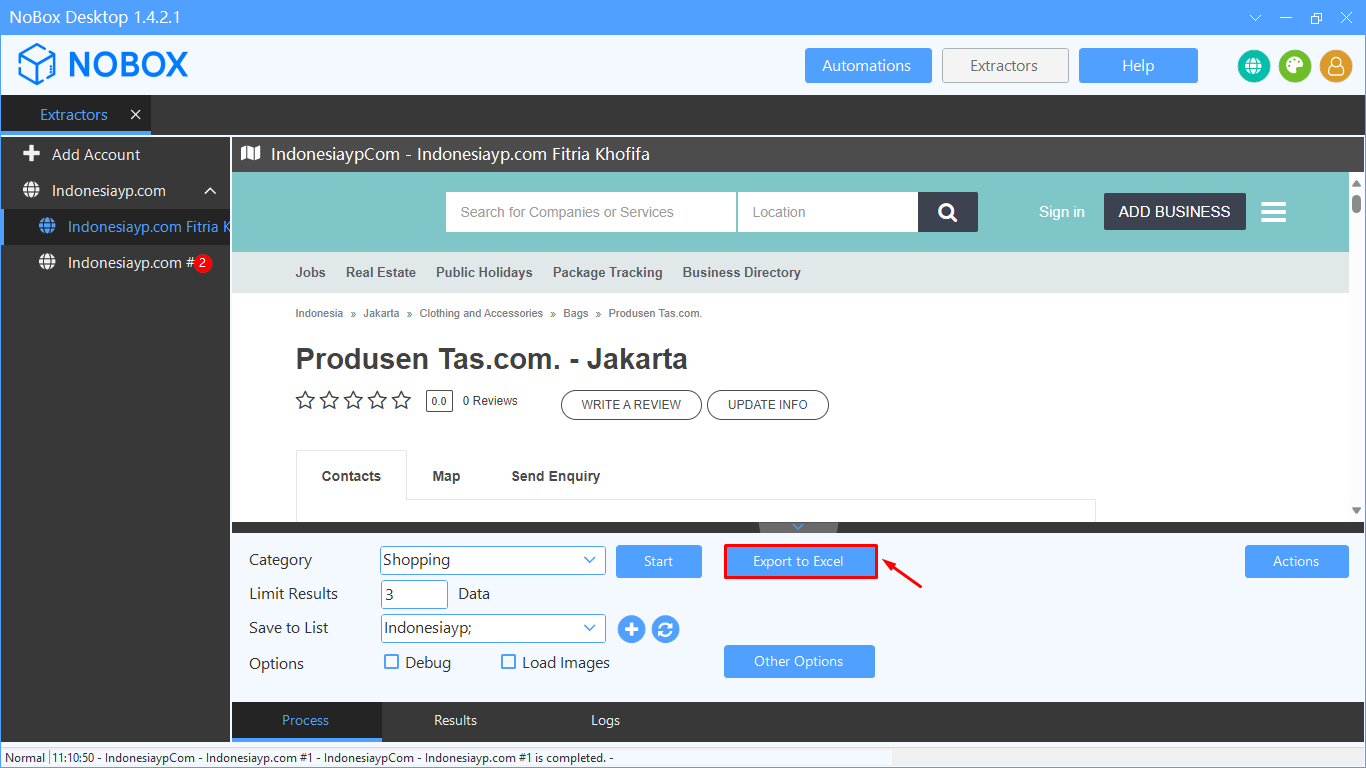 NoBox Desktop 1.4.2.1
NOBOX
Automations
Extractors
Help
Extractors
Add Account
Indonesiayp.com
Indonesiayp.com Fitria K
Indonesiayp.com #
2
IndonesiaypCom - Indonesiayp.com Fitria Khofifa
Search for Companies or Services
Location
Sign in
ADD BUSINESS
Jobs
Real Estate
Public Holidays
Package Tracking
Business Directory
Indonesia » Jakarta » Clothing and Accessories » Bags » Produsen Tas.com.
Produsen Tas.com. - Jakarta
0.0
0 Reviews
WRITE A REVIEW
UPDATE INFO
Contacts
Map
Send Enquiry
Category
Shopping
Start
Export to Excel
Actions
Limit Results
3
Data
Save to List
Indonesiayp;
Options
Debug
Load Images
Other Options
Process
Results
Logs
Normal
11:10:50 - IndonesiaypCom - Indonesiayp.com #1 - IndonesiaypCom - Indonesiayp.com #1 is completed. -